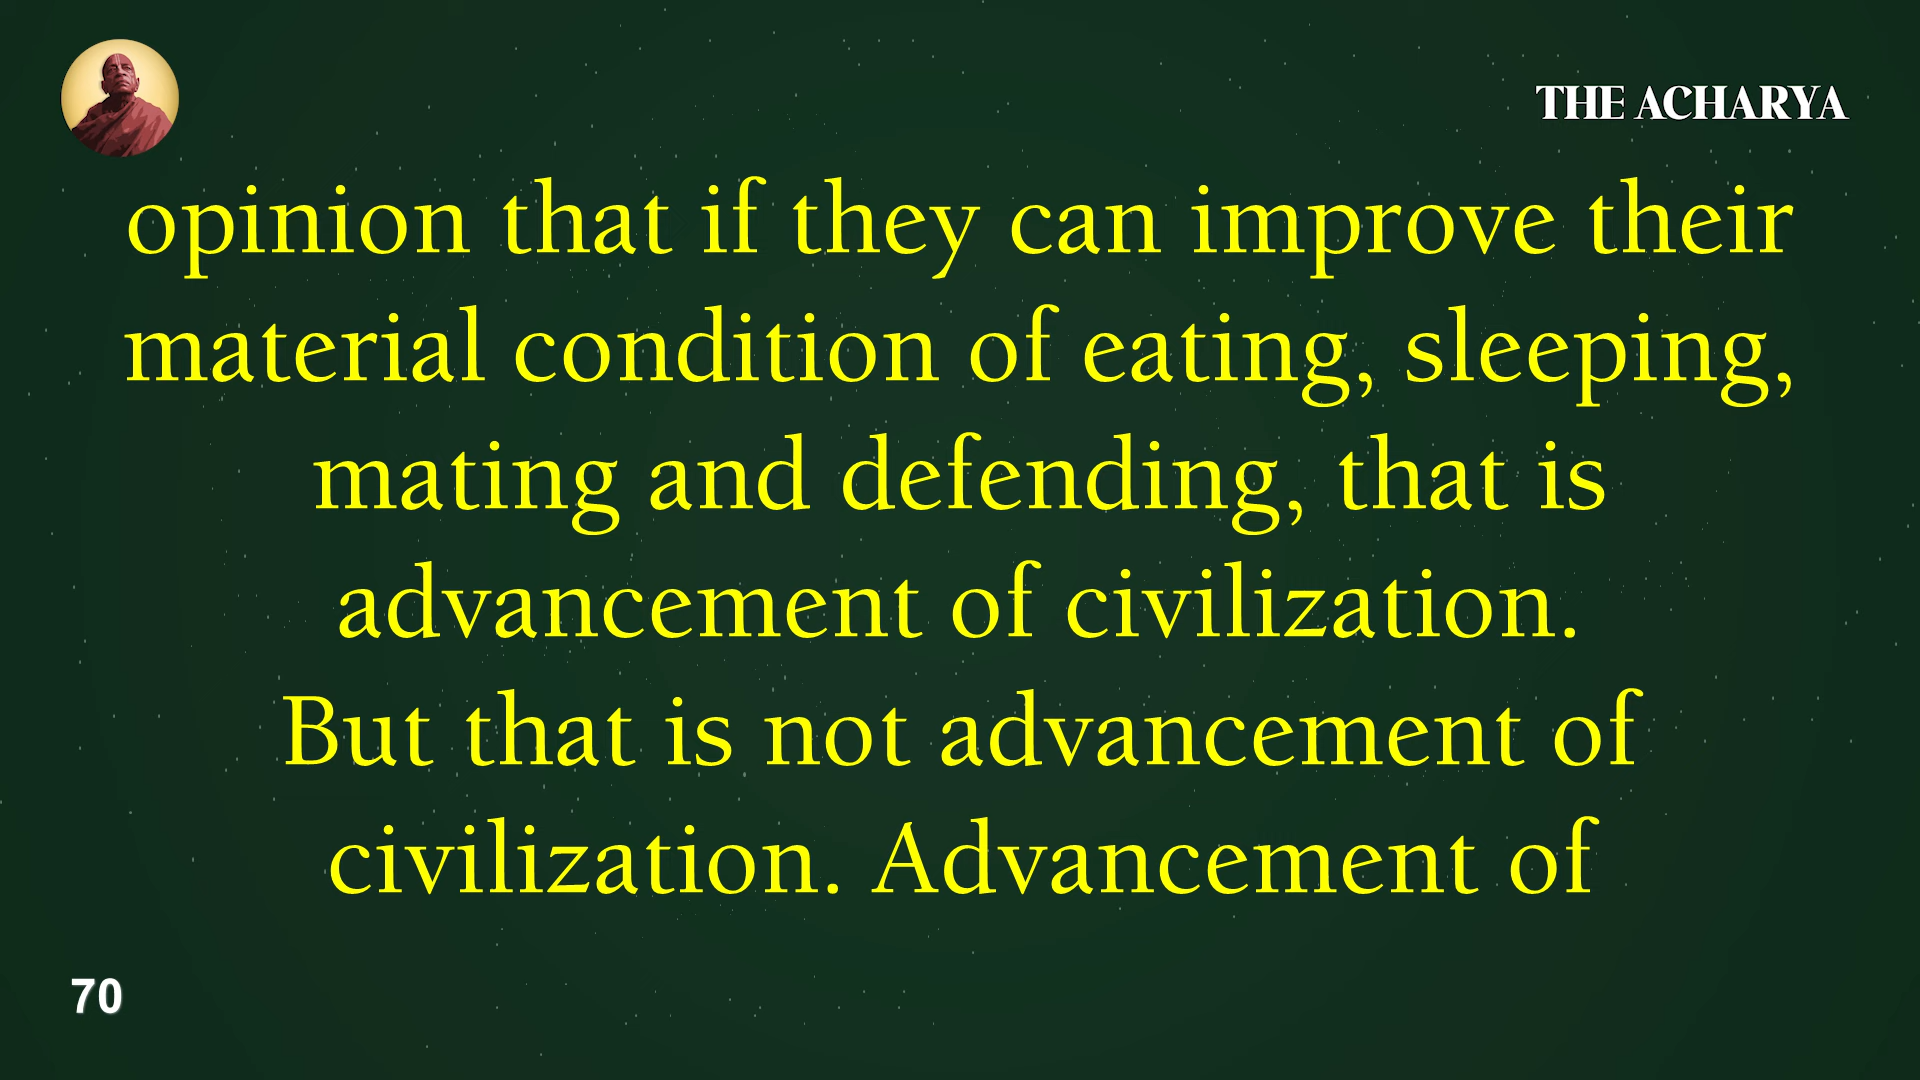 THE ACHARYA
opinion that if they can improve their
material condition of eating, sleeping,
mating and defending, that is
advancement of civilization.
But that is not advancement of
civilization. Advancement of
70